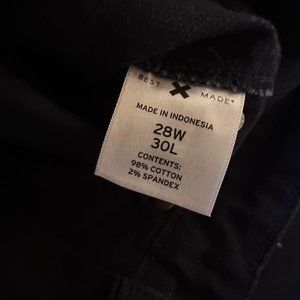 BEST MADE®
MADE IN INDONESIA
28W
30L
CONTENTS:
98% COTTON
2% SPANDEX